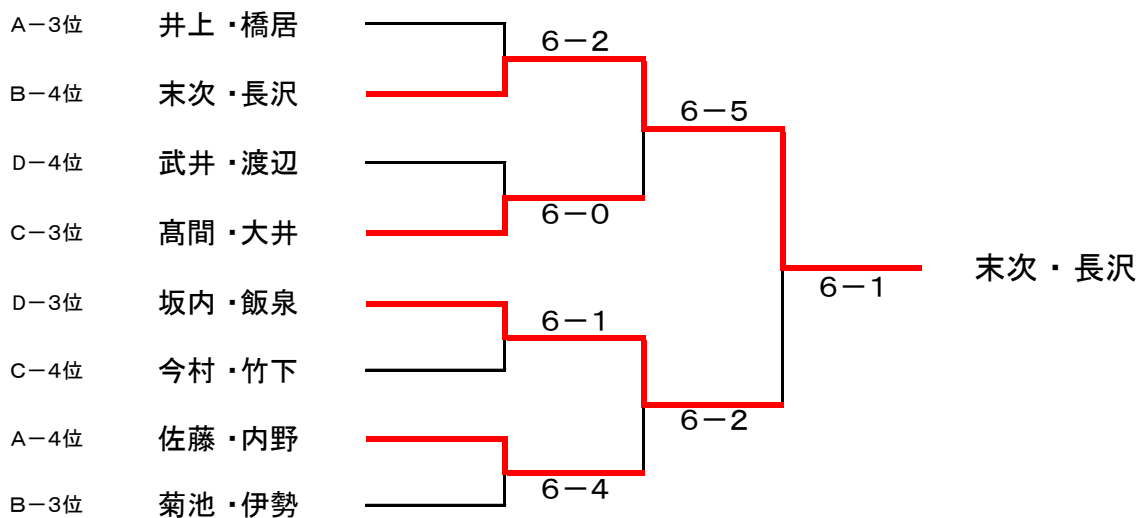 A－3位 井上・橋居
6－2
B－4位 末次・長沢
6－5
D－4位 武井・渡辺
6－0
C－3位 髙間・大井
末次・長沢
6－1
D－3位 坂内・飯泉
6－1
C－4位 今村・竹下
6－2
A－4位 佐藤・内野
6－4
B－3位 菊池・伊勢